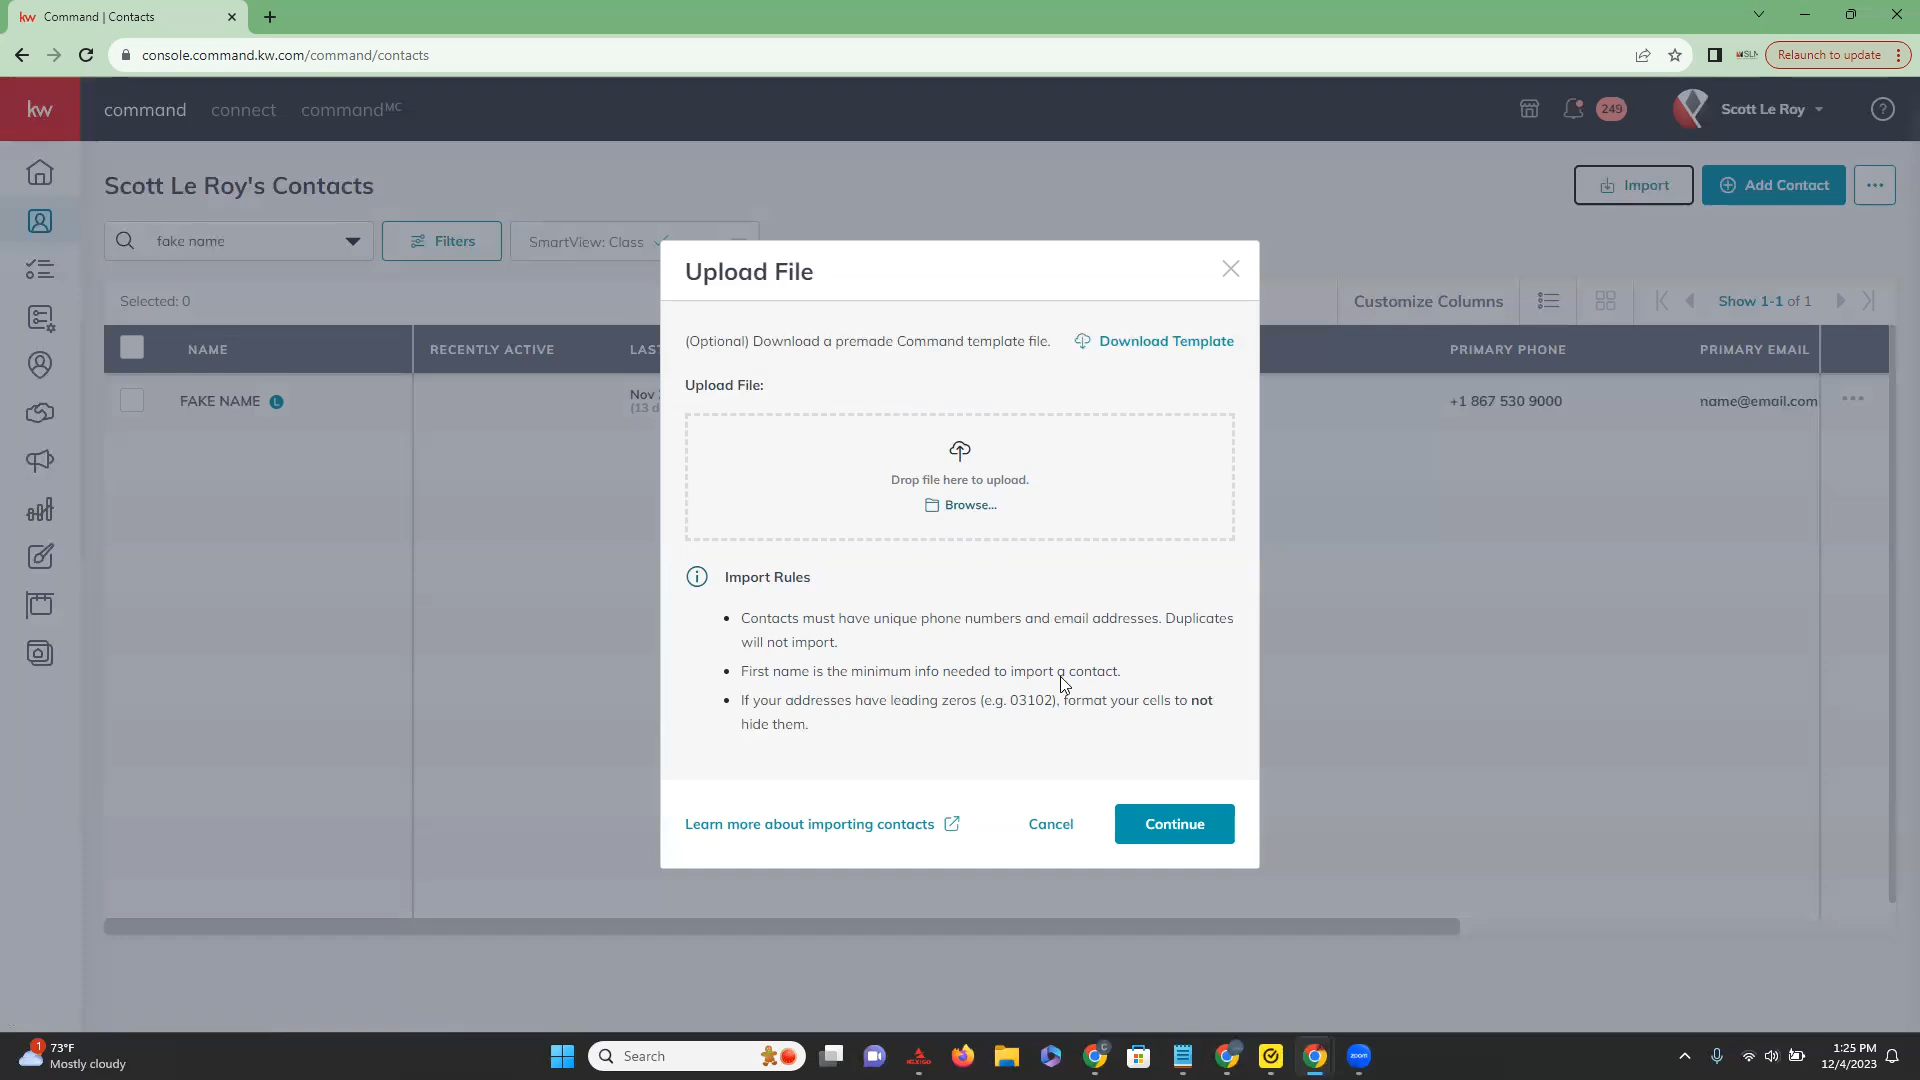 kw Command | Contacts
console.command.kw.com/command/contacts
Relaunch to update
kw
command connect commandMC
249
Scott Le Roy
Scott Le Roy's Contacts
Import
Add Contact
fake name
Filters
SmartView: Class
Selected: 0
Customize Columns
Show 1-1 of 1
NAME
RECENTLY ACTIVE
LAS
PRIMARY PHONE
PRIMARY EMAIL
FAKE NAME L
Nov
(13 d
+1 867 530 9000
name@email.com
Upload File
(Optional) Download a premade Command template file.
Download Template
Upload File:
Drop file here to upload.
Browse...
Import Rules
Contacts must have unique phone numbers and email addresses. Duplicates
will not import.
First name is the minimum info needed to import a contact.
If your addresses have leading zeros (e.g. 03102), format your cells to not
hide them.
Learn more about importing contacts
Cancel
Continue
1
73°F
Mostly cloudy
Search
zoom
1:25 PM
12/4/2023